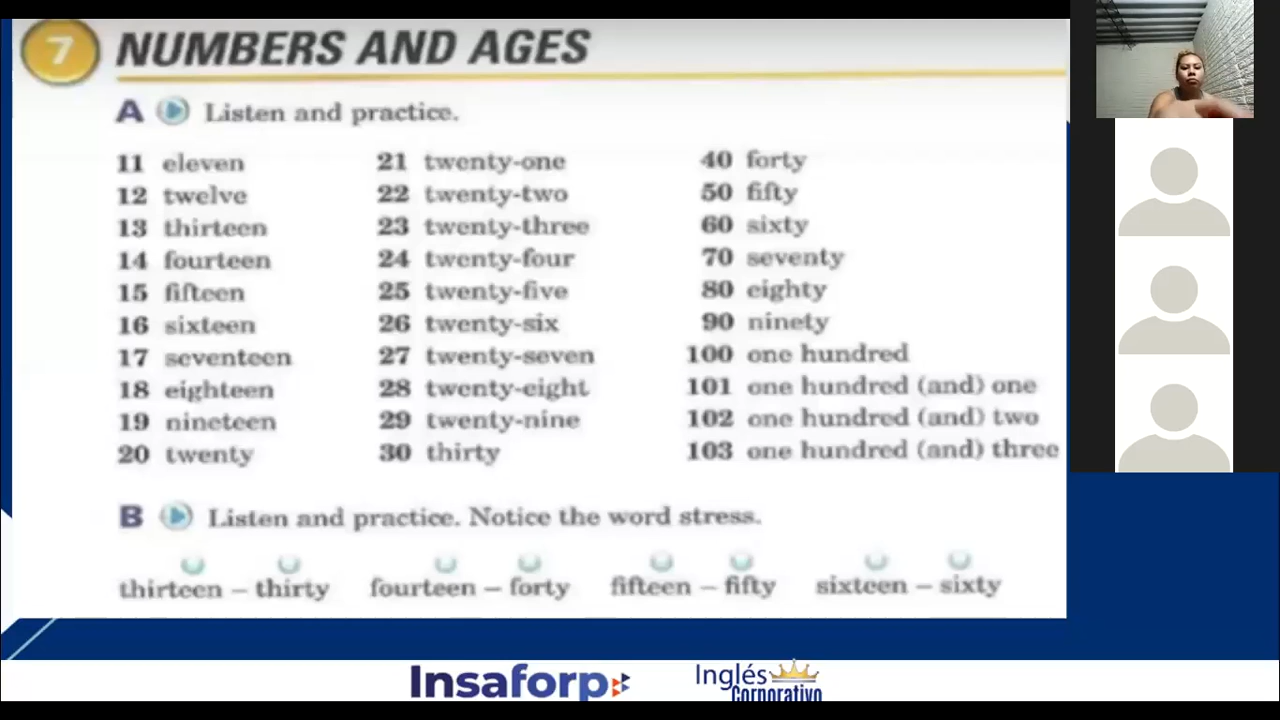 7 NUMBERS AND AGES
A Listen and practice.
11 eleven 21 twenty-one 40 forty
12 twelve 22 twenty-two 50 fifty
13 thirteen 23 twenty-three 60 sixty
14 fourteen 24 twenty-four 70 seventy
15 fifteen 25 twenty-five 80 eighty
16 sixteen 26 twenty-six 90 ninety
17 seventeen 27 twenty-seven 100 one hundred
18 eighteen 28 twenty-eight 101 one hundred (and) one
19 nineteen 29 twenty-nine 102 one hundred (and) two
20 twenty 30 thirty 103 one hundred (and) three
B Listen and practice. Notice the word stress.
thirteen – thirty fourteen – forty fifteen – fifty sixteen – sixty
Insaforp Inglés
Corporativo